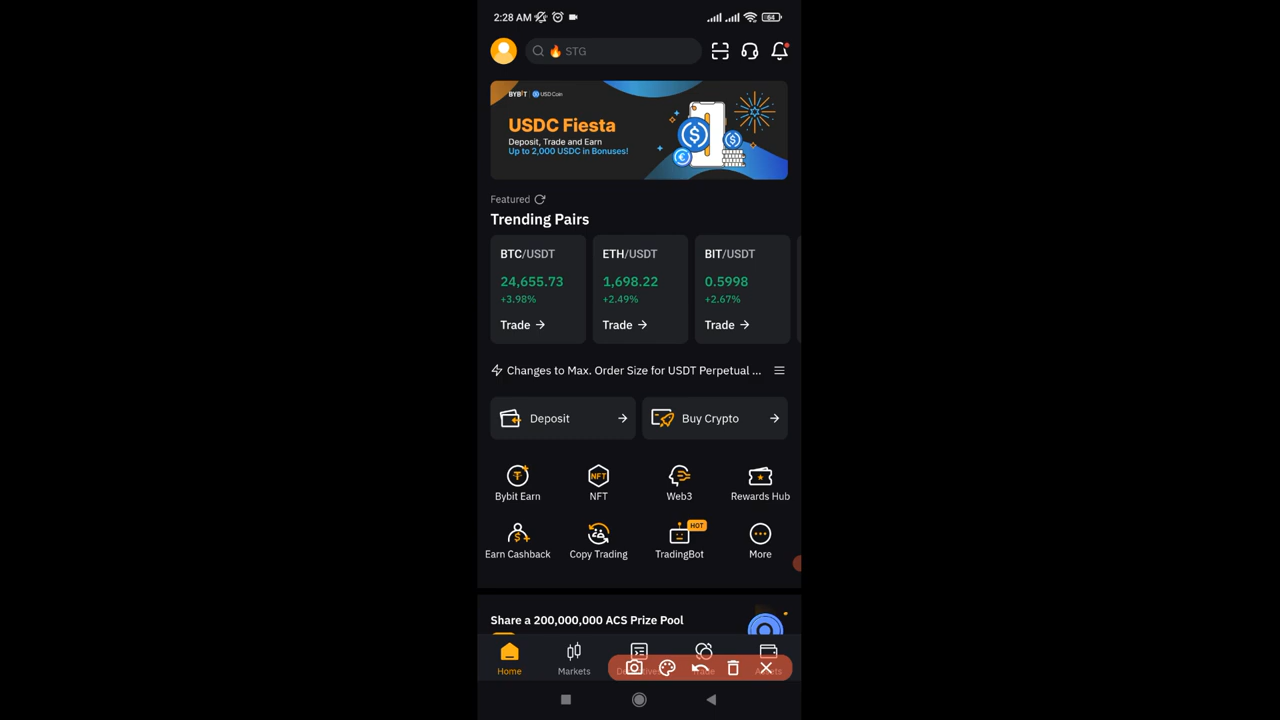 2:28 AM
64
STG
BYBIT | USD Coin
USDC Fiesta
Deposit, Trade and Earn
Up to 2,000 USDC in Bonuses!
Featured
Trending Pairs
BTC/USDT ETH/USDT BIT/USDT
24,655.73 1,698.22 0.5998
+3.98% +2.49% +2.67%
Trade Trade Trade
Changes to Max. Order Size for USDT Perpetual ...
Deposit Buy Crypto
NFT
Bybit Earn NFT Web3 Rewards Hub
HOT
Earn Cashback Copy Trading TradingBot More
Share a 200,000,000 ACS Prize Pool
Home Markets